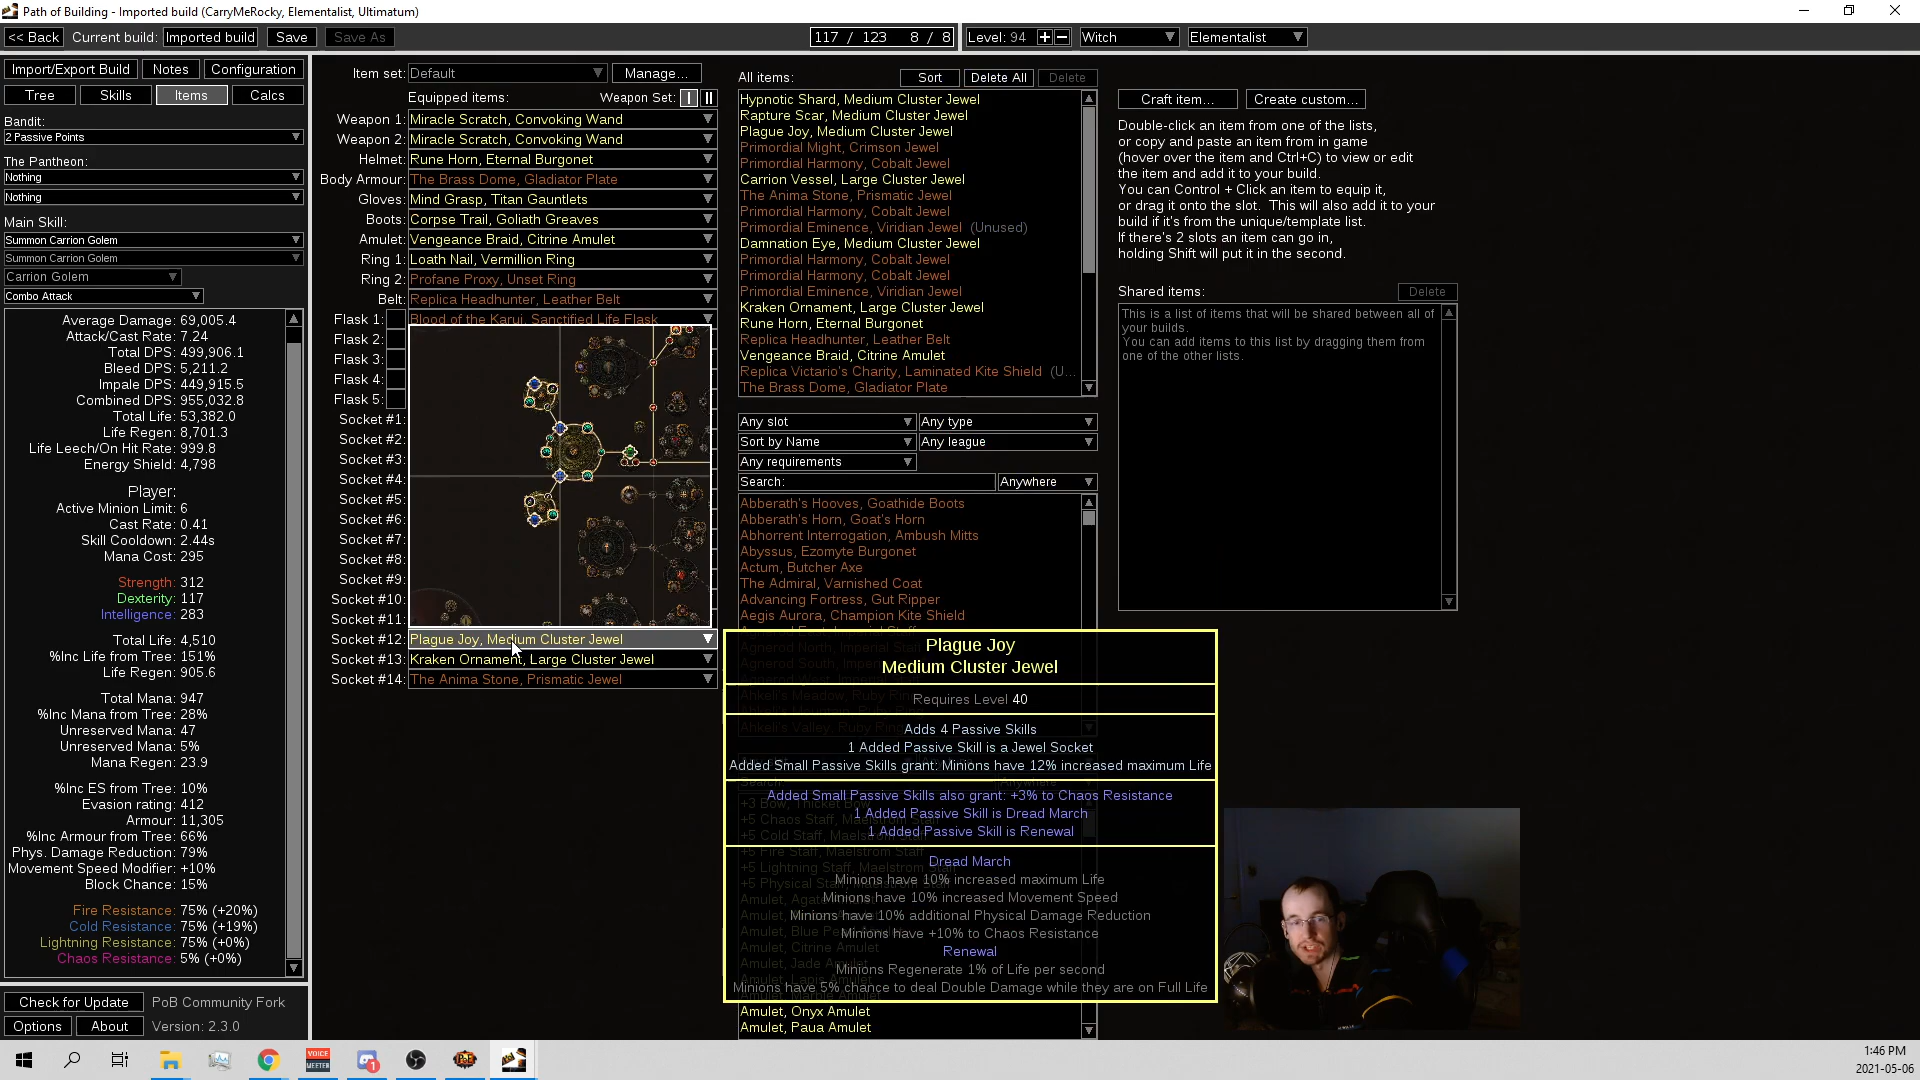 Path of Building - Imported build (CarryMeRocky, Elementalist, Ultimatum)
<< Back
Current build: Imported build
Save
Save As
117 / 123 8 / 8
Level: 94
+
−
Witch
Elementalist
Import/Export Build
Notes
Configuration
Tree
Skills
Items
Calcs
Bandit:
2 Passive Points
The Pantheon:
Nothing
Nothing
Main Skill:
Summon Carrion Golem
Summon Carrion Golem
Carrion Golem
Combo Attack
Average Damage: 69,005.4
Attack/Cast Rate: 7.24
Total DPS: 499,906.1
Bleed DPS: 5,211.2
Impale DPS: 449,915.5
Combined DPS: 955,032.8
Total Life: 53,382.0
Life Regen: 8,701.3
Life Leech/On Hit Rate: 999.8
Energy Shield: 4,798
Player:
Active Minion Limit: 6
Cast Rate: 0.41
Skill Cooldown: 2.44s
Mana Cost: 295
Strength: 312
Dexterity: 117
Intelligence: 283
Total Life: 4,510
%Inc Life from Tree: 151%
Life Regen: 905.6
Total Mana: 947
%Inc Mana from Tree: 28%
Unreserved Mana: 47
Unreserved Mana: 5%
Mana Regen: 23.9
%Inc ES from Tree: 10%
Evasion rating: 412
Armour: 11,305
%Inc Armour from Tree: 66%
Phys. Damage Reduction: 79%
Movement Speed Modifier: +10%
Block Chance: 15%
Fire Resistance: 75% (+20%)
Cold Resistance: 75% (+19%)
Lightning Resistance: 75% (+0%)
Chaos Resistance: 5% (+0%)
Check for Update
PoB Community Fork
Options
About
Version: 2.3.0
Item set: Default
Manage...
Equipped items:
Weapon Set: I II
Weapon 1: Miracle Scratch, Convoking Wand
Weapon 2: Miracle Scratch, Convoking Wand
Helmet: Rune Horn, Eternal Burgonet
Body Armour: The Brass Dome, Gladiator Plate
Gloves: Mind Grasp, Titan Gauntlets
Boots: Corpse Trail, Goliath Greaves
Amulet: Vengeance Braid, Citrine Amulet
Ring 1: Loath Nail, Vermillion Ring
Ring 2: Profane Proxy, Unset Ring
Belt: Replica Headhunter, Leather Belt
Flask 1: Blood of the Karui, Sanctified Life Flask
Flask 2:
Flask 3:
Flask 4:
Flask 5:
Socket #1:
Socket #2:
Socket #3:
Socket #4:
Socket #5:
Socket #6:
Socket #7:
Socket #8:
Socket #9:
Socket #10:
Socket #11:
Socket #12: Plague Joy, Medium Cluster Jewel
Socket #13: Kraken Ornament, Large Cluster Jewel
Socket #14: The Anima Stone, Prismatic Jewel
All items:
Sort
Delete All
Delete
Hypnotic Shard, Medium Cluster Jewel
Rapture Scar, Medium Cluster Jewel
Plague Joy, Medium Cluster Jewel
Primordial Might, Crimson Jewel
Primordial Harmony, Cobalt Jewel
Carrion Vessel, Large Cluster Jewel
The Anima Stone, Prismatic Jewel
Primordial Harmony, Cobalt Jewel
Primordial Eminence, Viridian Jewel (Unused)
Damnation Eye, Medium Cluster Jewel
Primordial Harmony, Cobalt Jewel
Primordial Harmony, Cobalt Jewel
Primordial Eminence, Viridian Jewel
Kraken Ornament, Large Cluster Jewel
Rune Horn, Eternal Burgonet
Replica Headhunter, Leather Belt
Vengeance Braid, Citrine Amulet
Replica Victario's Charity, Laminated Kite Shield (U...
The Brass Dome, Gladiator Plate
Any slot
Any type
Sort by Name
Any league
Any requirements
Search:
Anywhere
Abberath's Hooves, Goathide Boots
Abberath's Horn, Goat's Horn
Abhorrent Interrogation, Ambush Mitts
Abyssus, Ezomyte Burgonet
Actum, Butcher Axe
The Admiral, Varnished Coat
Advancing Fortress, Gut Ripper
Aegis Aurora, Champion Kite Shield
Plague Joy
Medium Cluster Jewel
Requires Level 40
Adds 4 Passive Skills
1 Added Passive Skill is a Jewel Socket
Added Small Passive Skills grant: Minions have 12% increased maximum Life
Added Small Passive Skills also grant: +3% to Chaos Resistance
1 Added Passive Skill is Dread March
1 Added Passive Skill is Renewal
Dread March
Minions have 10% increased maximum Life
Minions have 10% increased Movement Speed
Minions have 10% additional Physical Damage Reduction
Minions have +10% to Chaos Resistance
Renewal
Minions Regenerate 1% of Life per second
Minions have 5% chance to deal Double Damage while they are on Full Life
Amulet, Onyx Amulet
Amulet, Paua Amulet
Craft item...
Create custom...
Double-click an item from one of the lists,
or copy and paste an item from in game
(hover over the item and Ctrl+C) to view or edit
the item and add it to your build.
You can Control + Click an item to equip it,
or drag it onto the slot. This will also add it to your
build if it's from the unique/template list.
If there's 2 slots an item can go in,
holding Shift will put it in the second.
Shared items:
Delete
This is a list of items that will be shared between all of
your builds.
You can add items to this list by dragging them from
one of the other lists.
VOICE
MEETER
1
1:46 PM
2021-05-06